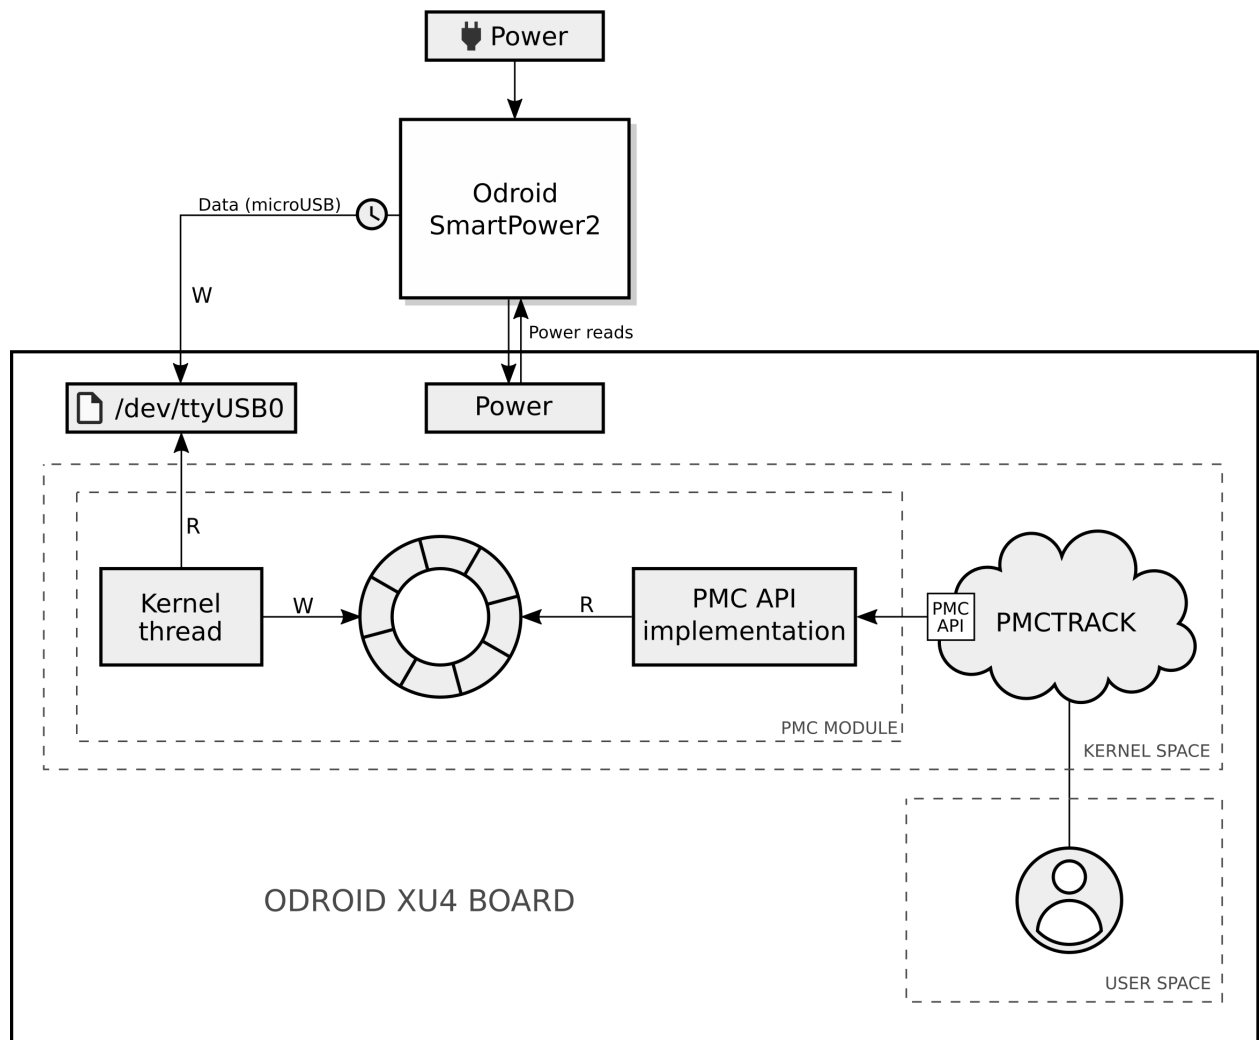 Power
Odroid
SmartPower2
Data (microUSB)
W
Power reads
/dev/ttyUSB0
Power
R
Kernel
thread
W
R
PMC API
implementation
PMC
API
PMCTRACK
PMC MODULE
KERNEL SPACE
ODROID XU4 BOARD
USER SPACE